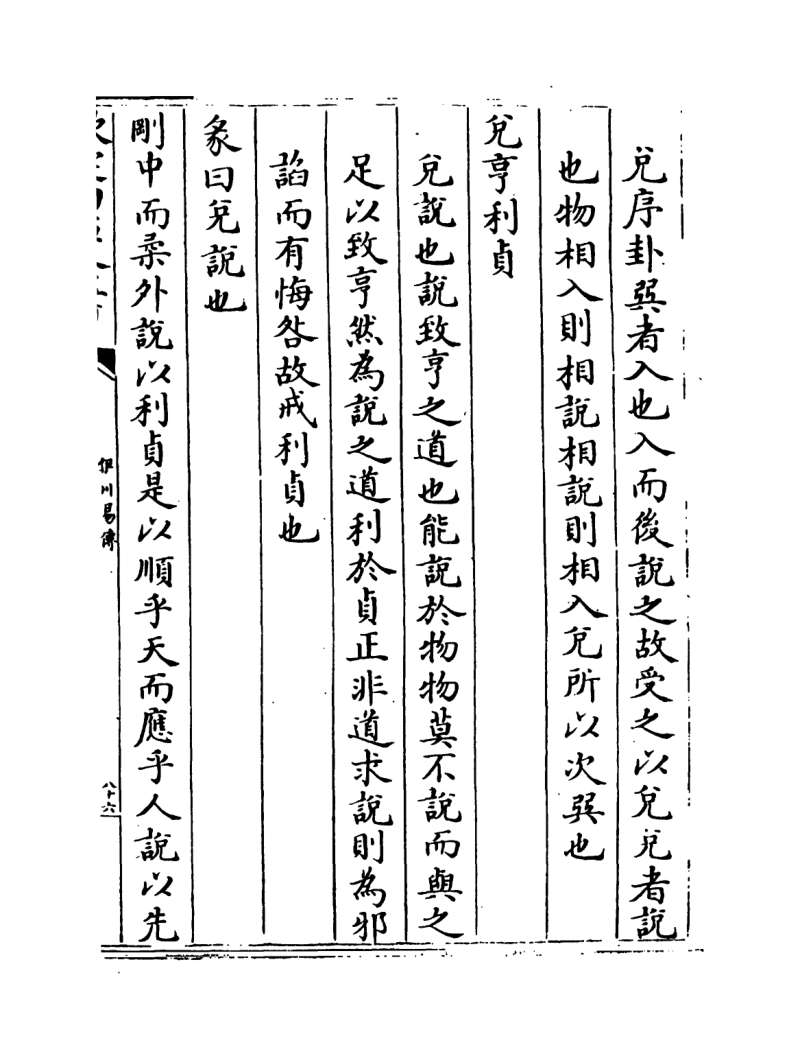 兌序卦巽者入也入而後說之故受之以兌兌者說
也物相入則相說相說則相入兌所以次巽也
兌亨利貞
兌說也說致亨之道也能說於物物莫不說而與之
足以致亨然為說之道利於貞正非道求說則為邪
諂而有悔咎故戒利貞也
彖曰兌說也
剛中而柔外說以利貞是以順乎天而應乎人說以先
伊川易傳
八十六